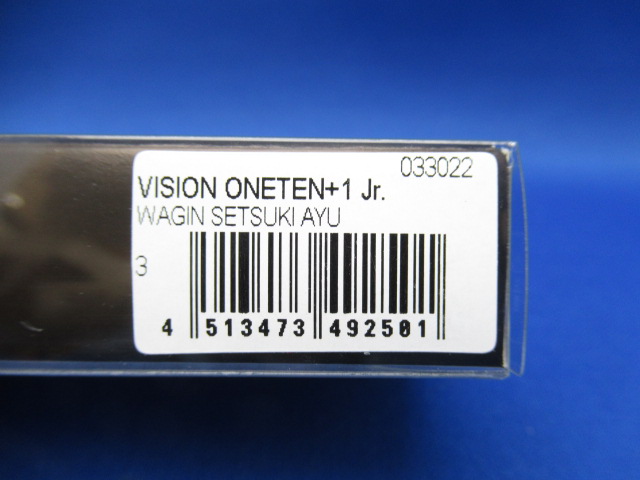 033022
VISION ONETEN+1 Jr.
WAGIN SETSUKI AYU
3
4 513473 492501